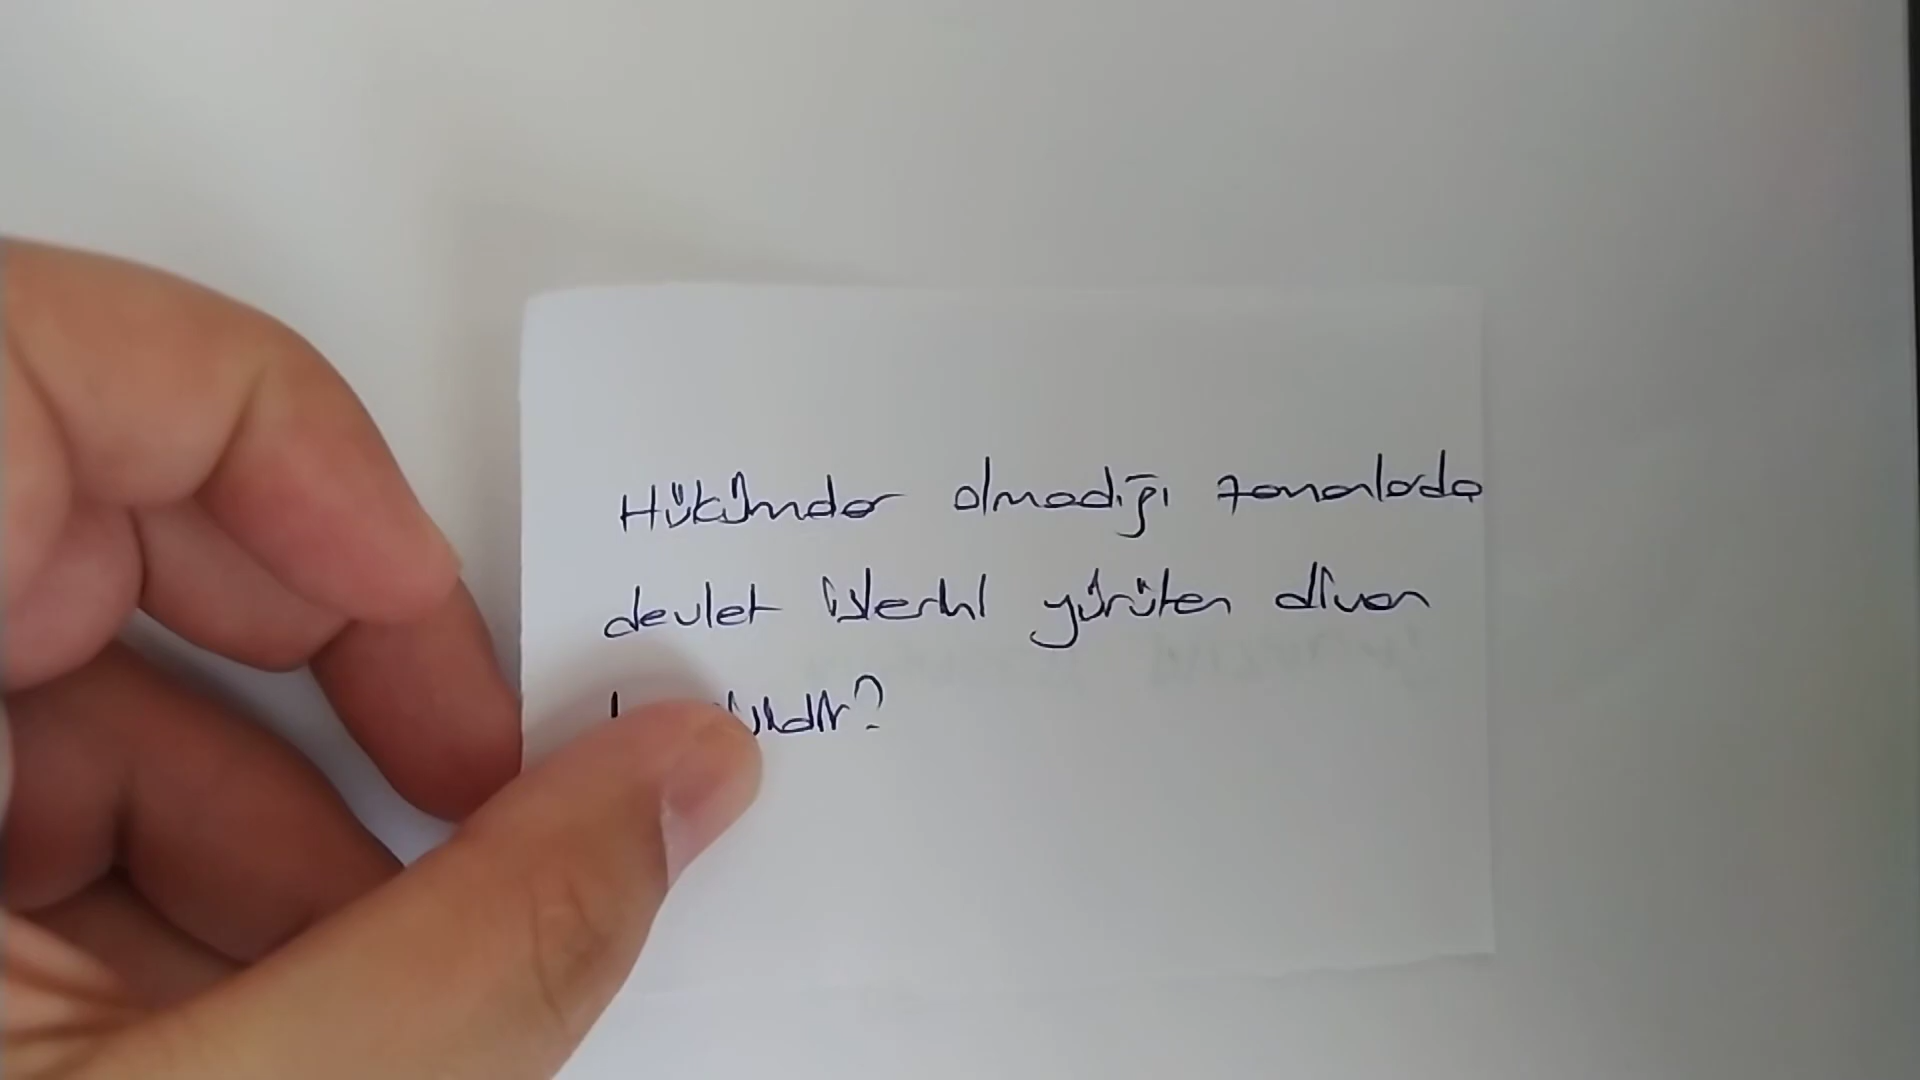 Hükümdar olmadığı zamanlarda
devlet işlerini yürüten divan